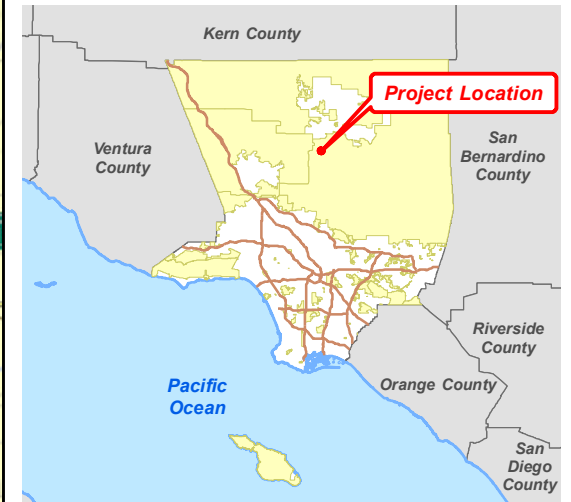 Kern County
Project Location
Ventura
County
San
Bernardino
County
Riverside
County
Pacific
Ocean
Orange County
San
Diego
County